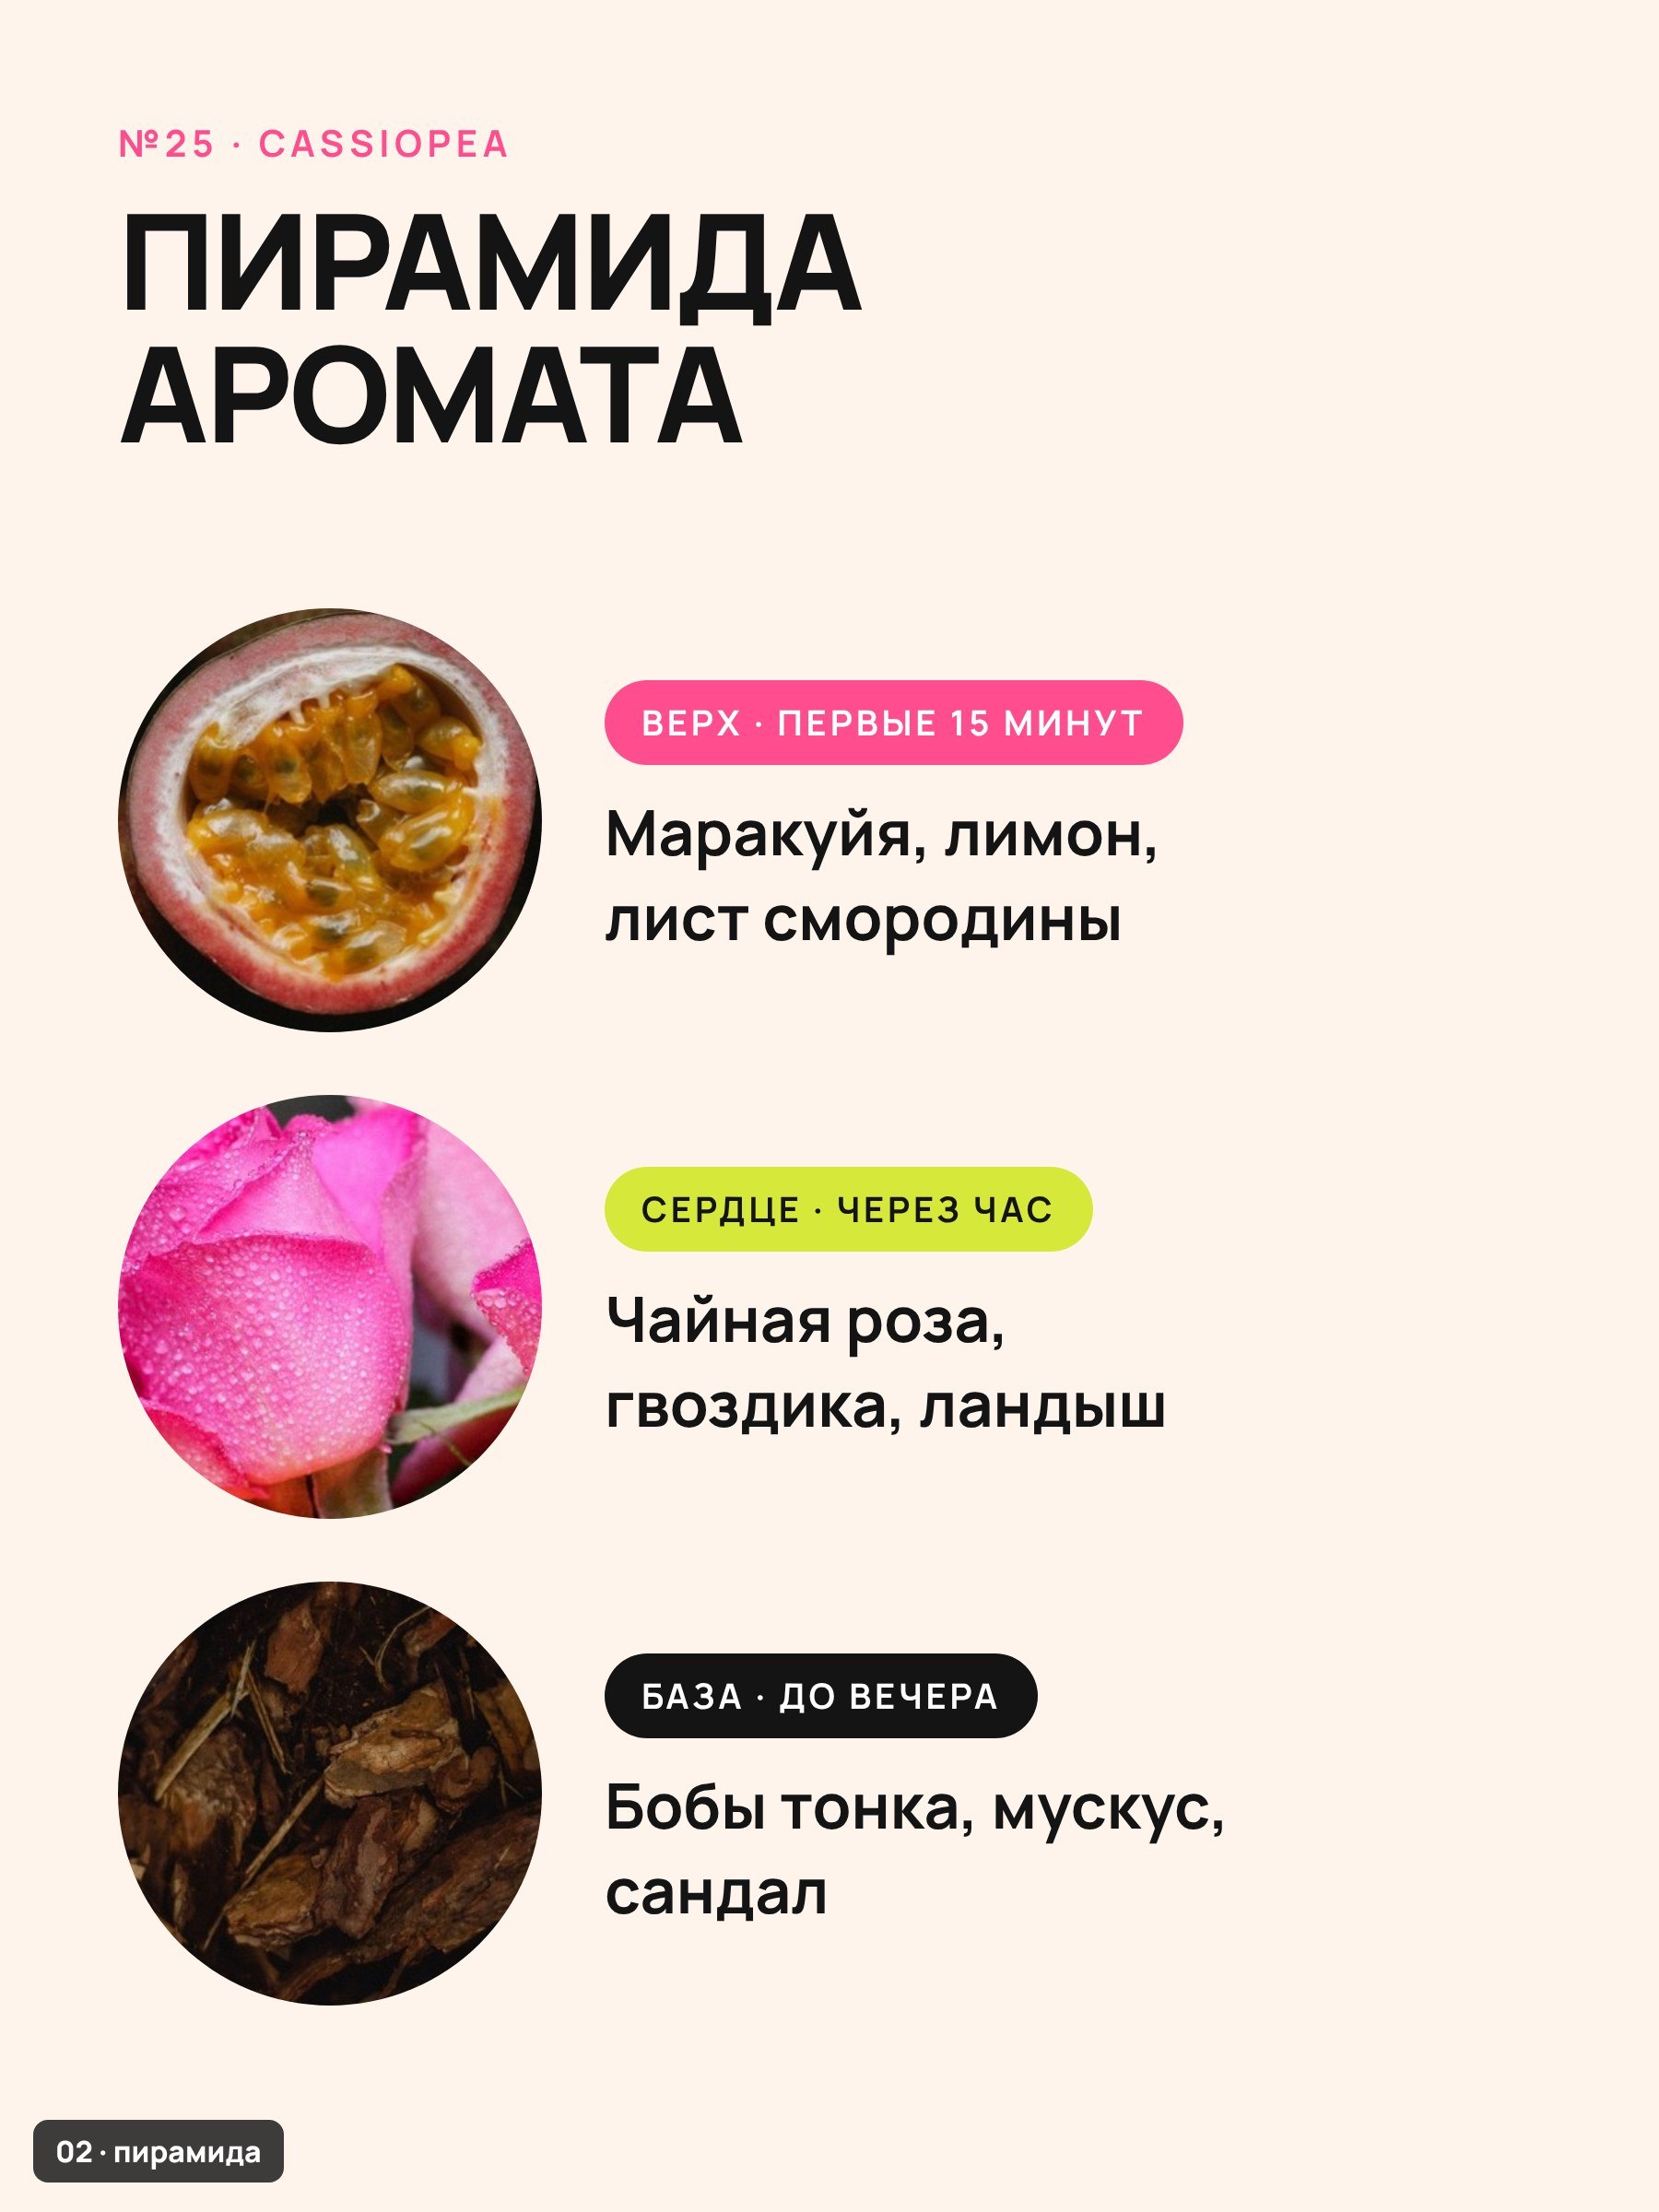 №25 · CASSIOPEA
ПИРАМИДА
АРОМАТА
ВЕРХ · ПЕРВЫЕ 15 МИНУТ
Маракуйя, лимон,
лист смородины
СЕРДЦЕ · ЧЕРЕЗ ЧАС
Чайная роза,
гвоздика, ландыш
БАЗА · ДО ВЕЧЕРА
Бобы тонка, мускус,
сандал
02 · пирамида